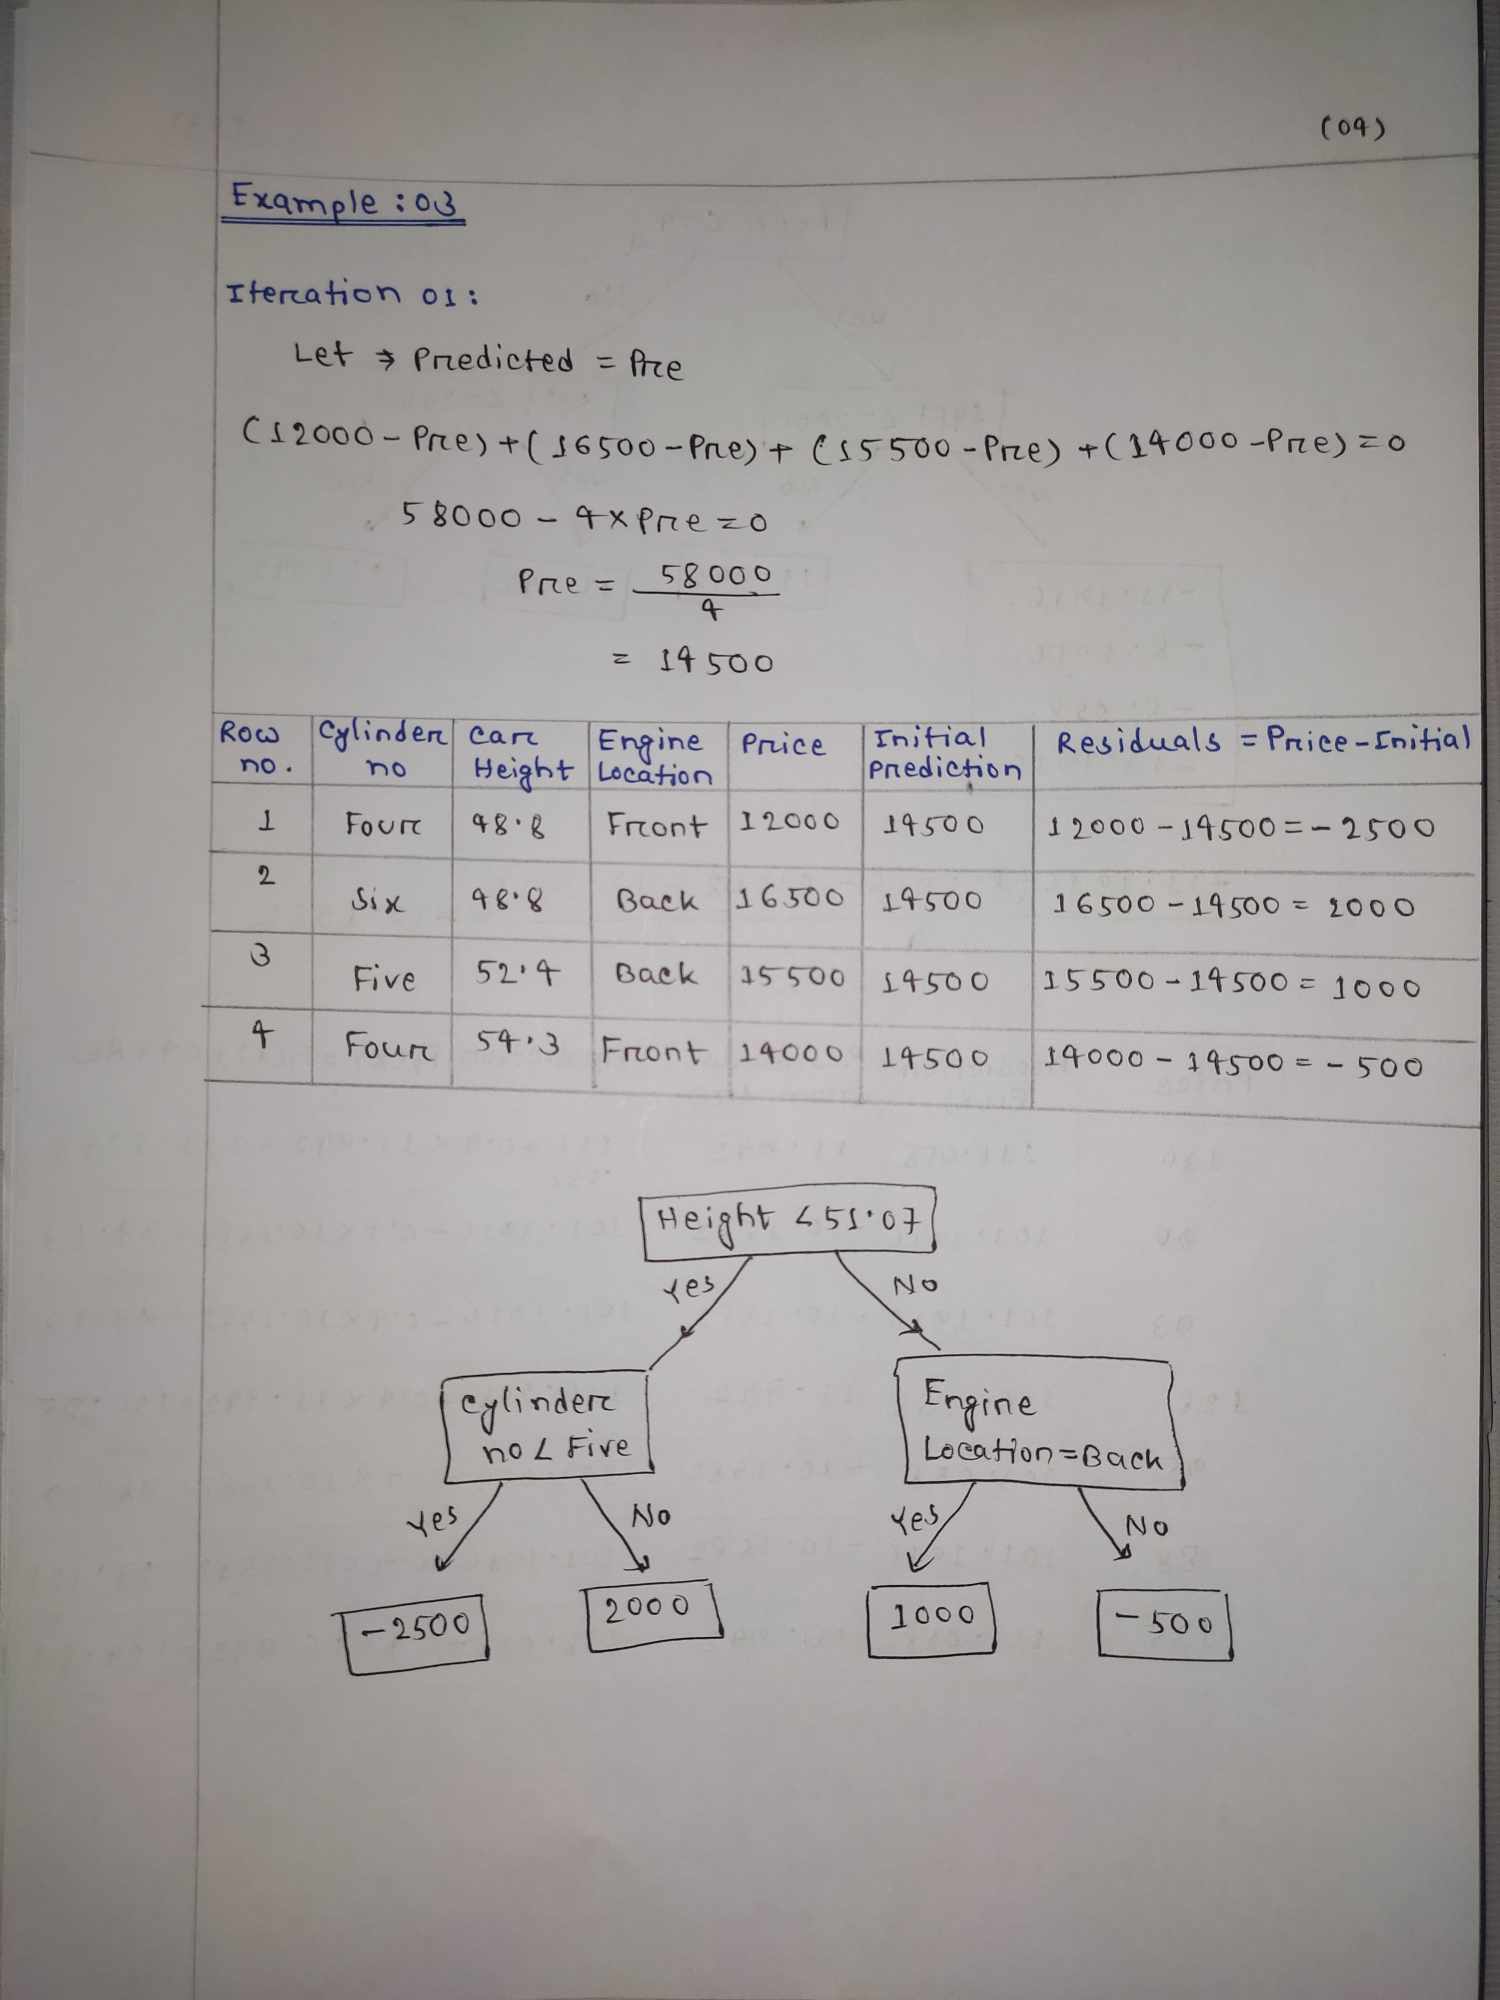 (04)
Example : 03
Iteration 01 :
Let ⇒ Predicted = Pre
(12000 - Pre) + (16500 - Pre) + (15500 - Pre) + (14000 - Pre) = 0
58000 - 4 × Pre = 0
Pre = 58000 / 4
= 14500
Row no. | Cylinder no | Car Height | Engine Location | Price | Initial Prediction | Residuals = Price - Initial
1 | Four | 48.8 | Front | 12000 | 14500 | 12000 - 14500 = - 2500
2 | Six | 48.8 | Back | 16500 | 14500 | 16500 - 14500 = 2000
3 | Five | 52.4 | Back | 15500 | 14500 | 15500 - 14500 = 1000
4 | Four | 54.3 | Front | 14000 | 14500 | 14000 - 14500 = - 500
Height < 51.07
Yes No
Cylinder Engine
no < Five Location = Back
Yes No Yes No
-2500 2000 1000 -500